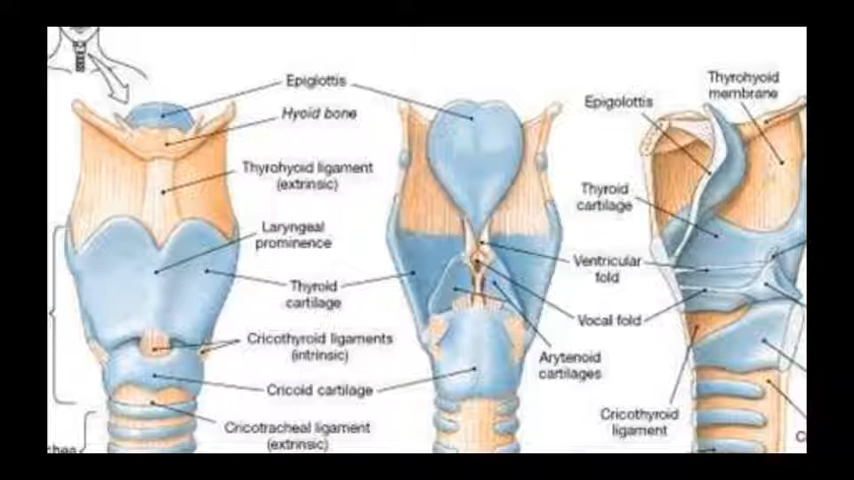 Epiglottis
Hyoid bone
Thyrohyoid ligament
(extrinsic)
Laryngeal
prominence
Thyroid
cartilage
Cricothyroid ligaments
(intrinsic)
Cricoid cartilage
Cricotracheal ligament
(extrinsic)
Thyrohyoid
membrane
Epigolottis
Thyroid
cartilage
Ventricular
fold
Vocal fold
Arytenoid
cartilages
Cricothyroid
ligament